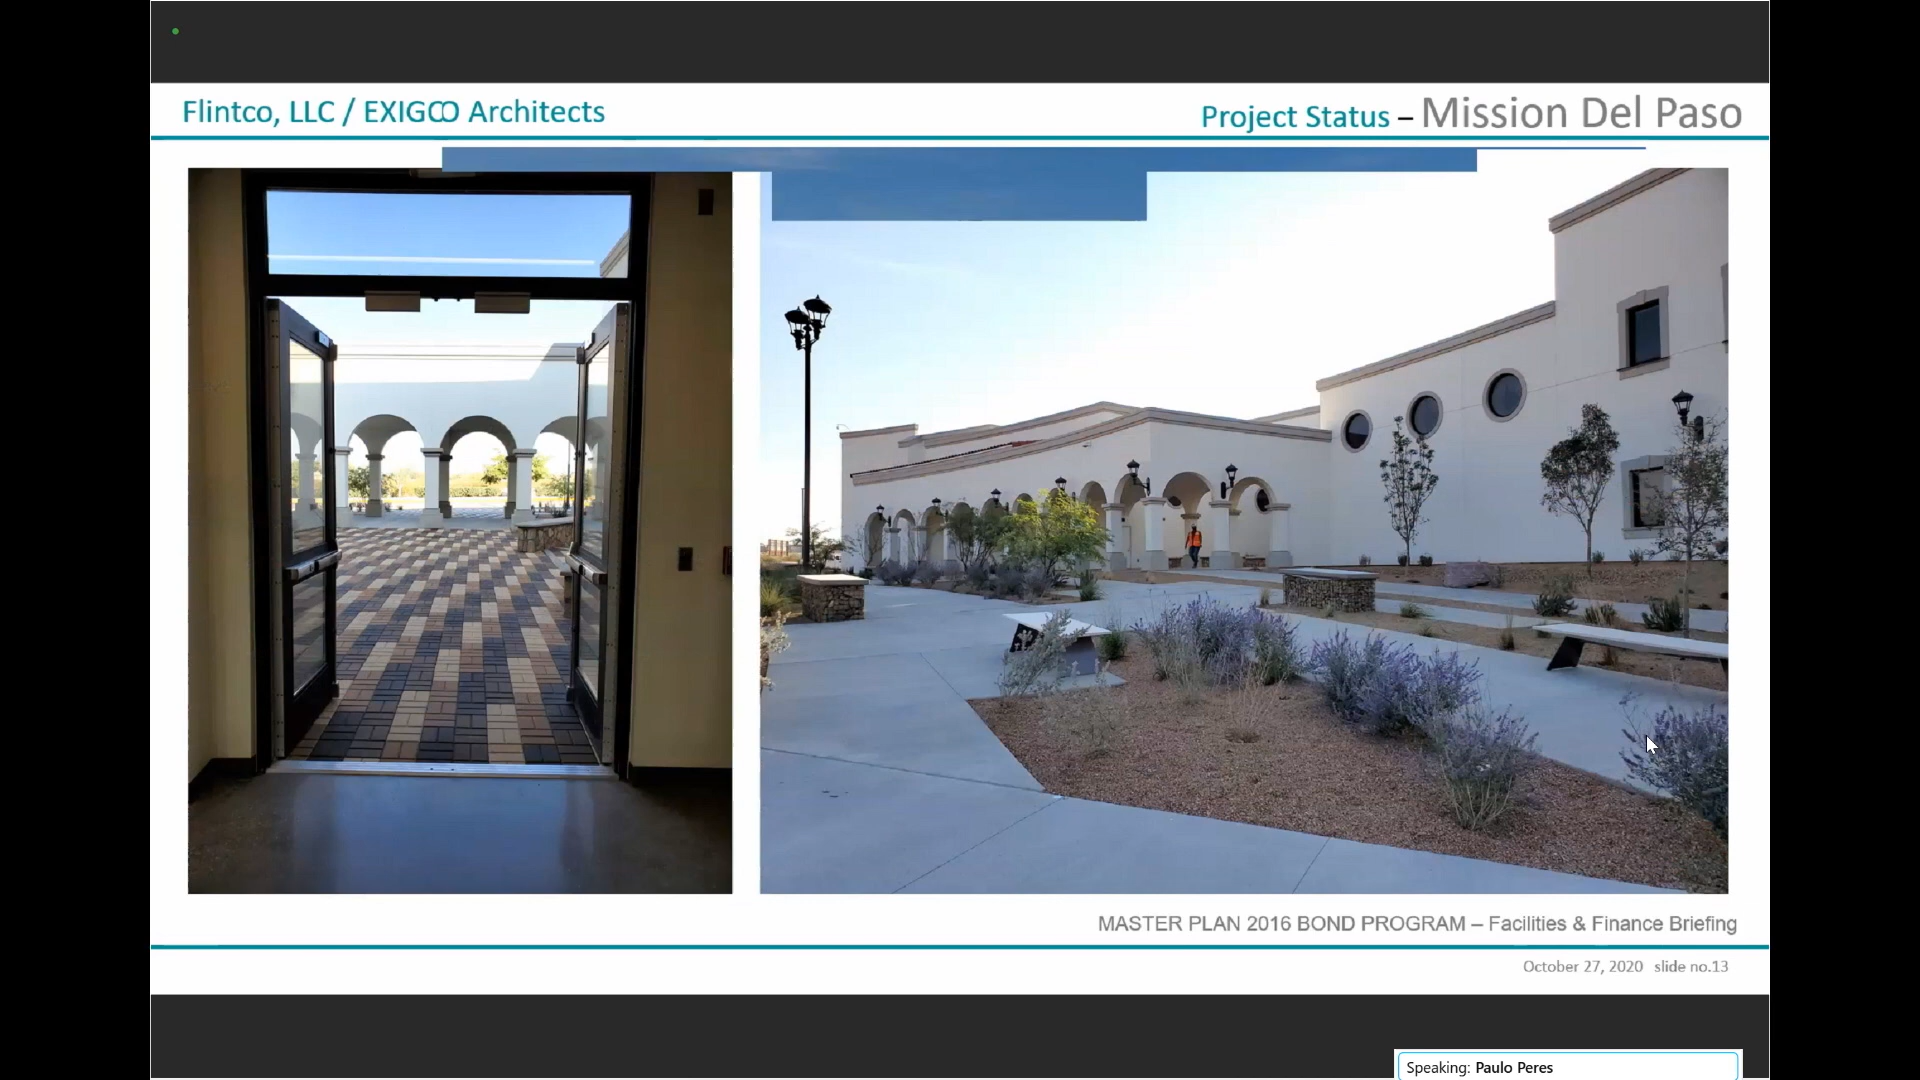 Flintco, LLC / EXIGO Architects
Project Status – Mission Del Paso
MASTER PLAN 2016 BOND PROGRAM – Facilities & Finance Briefing
October 27, 2020 slide no.13
Speaking: Paulo Peres